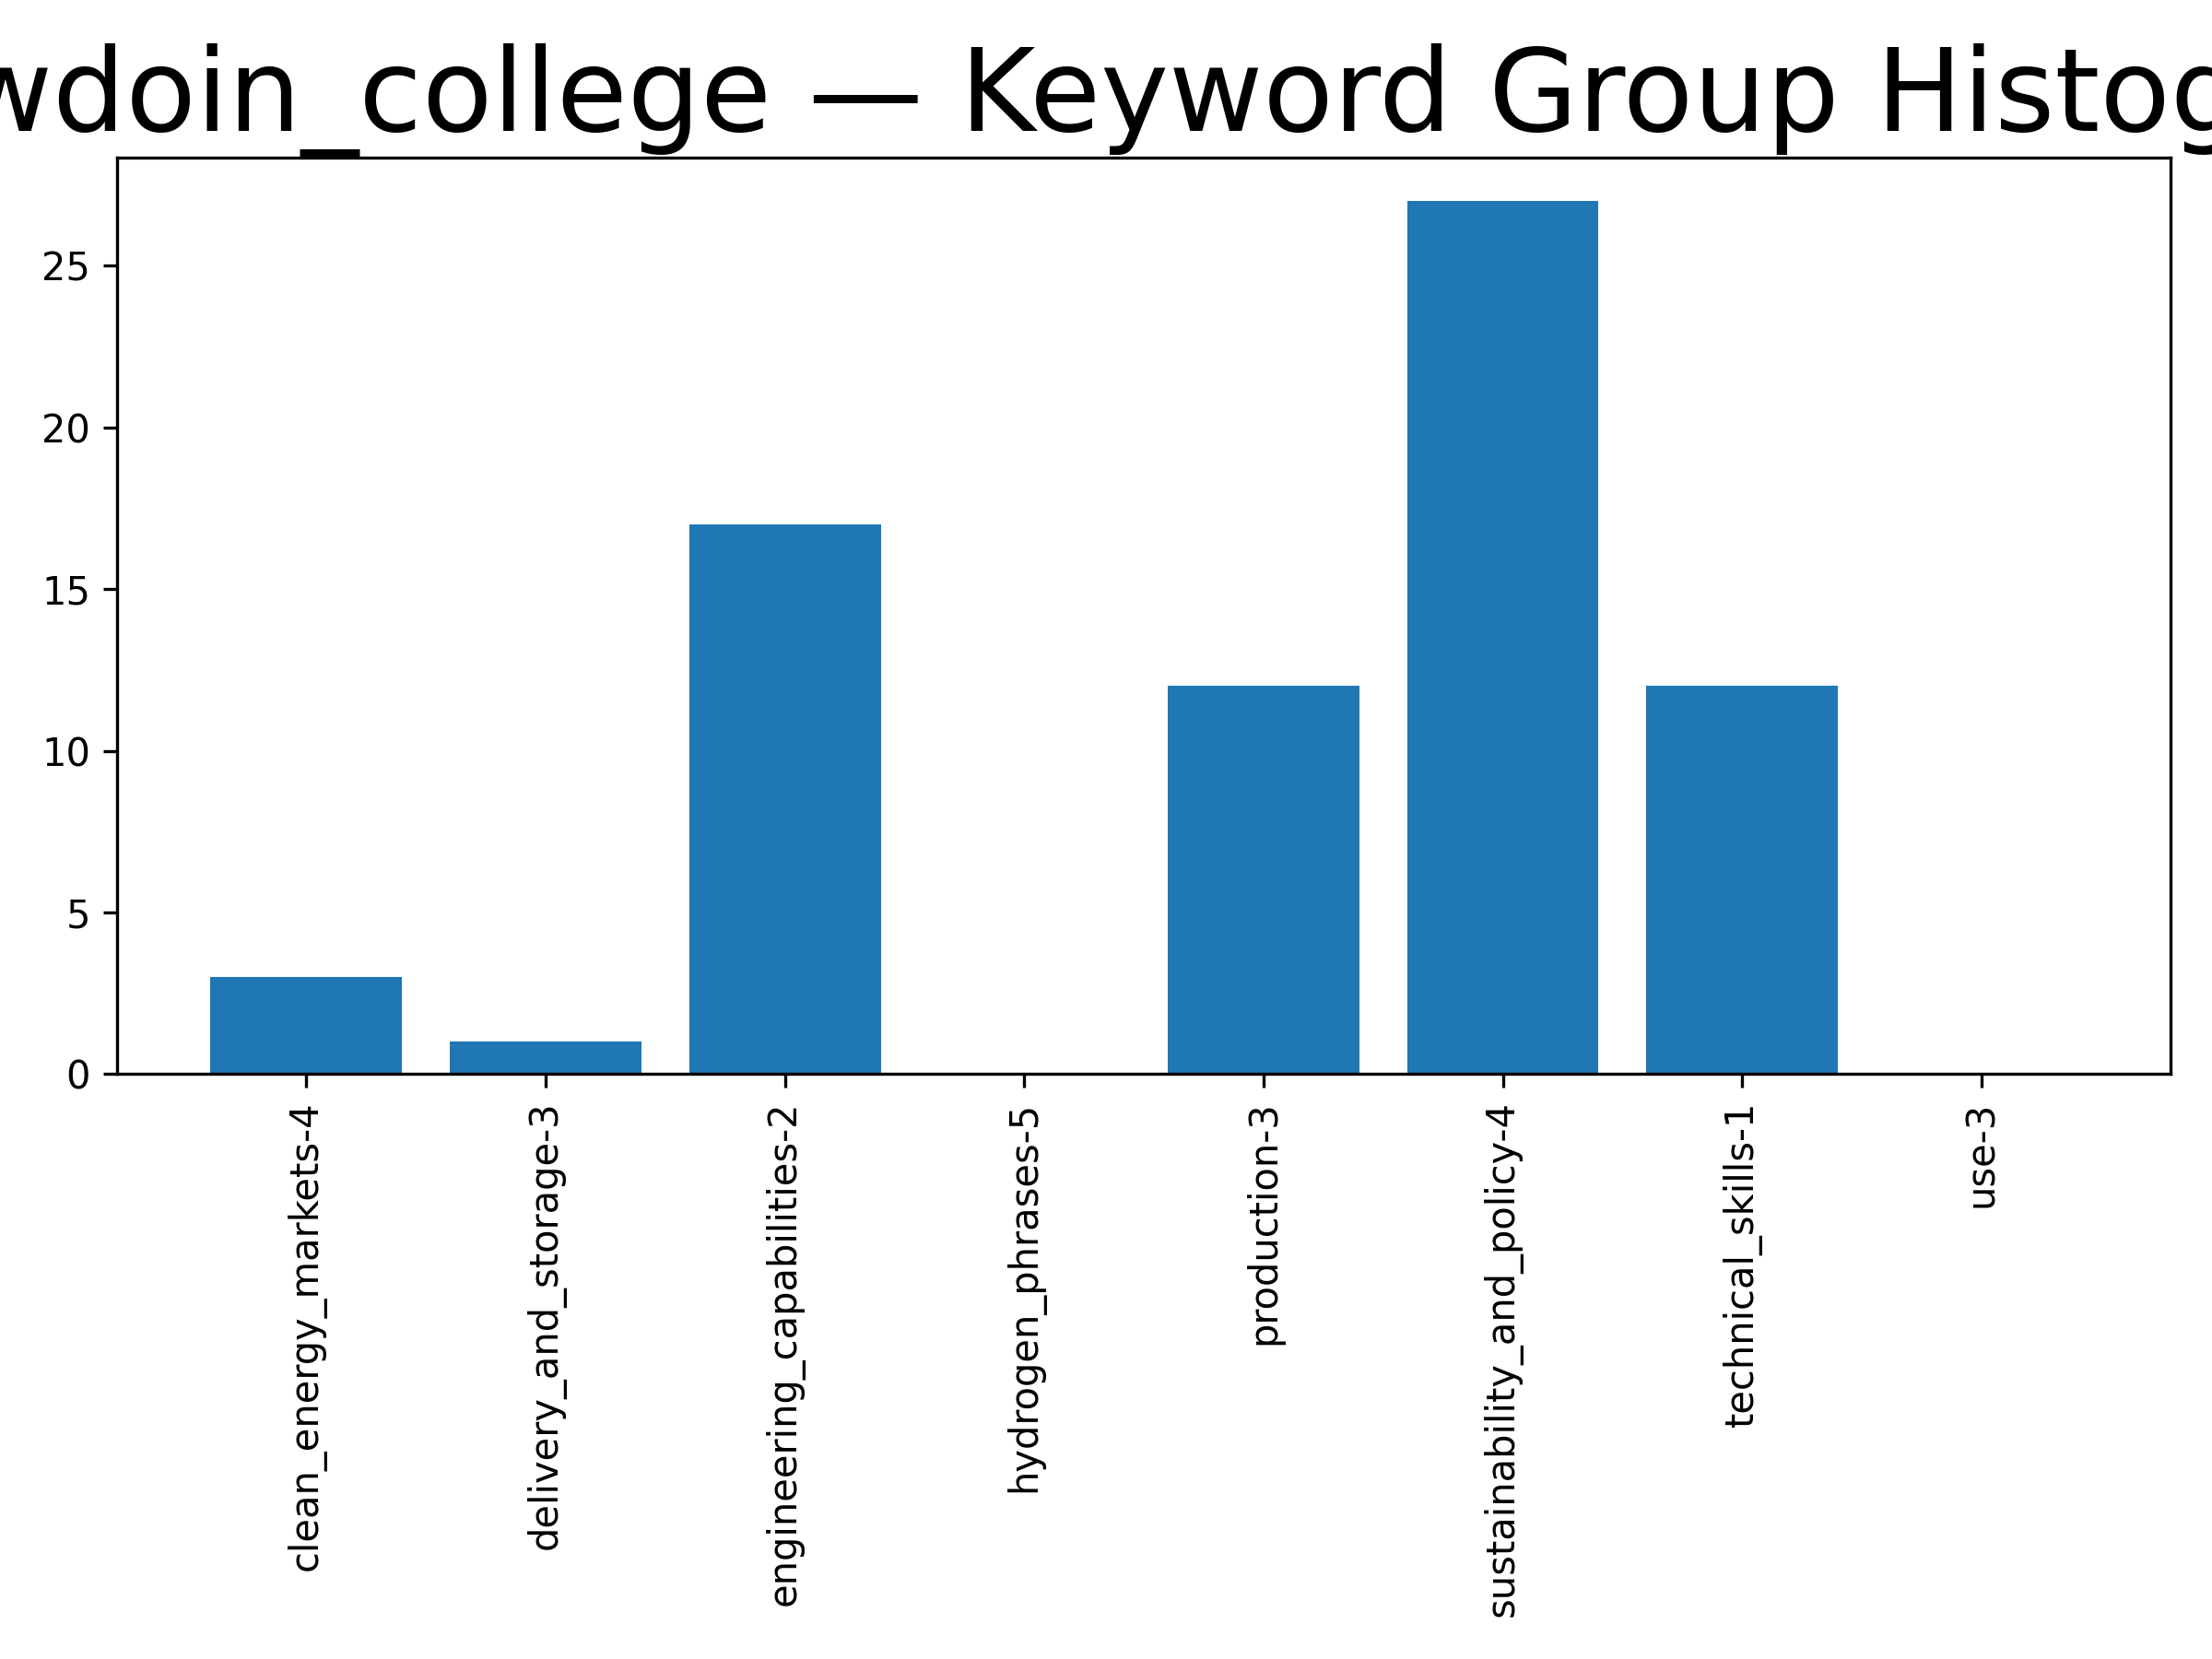 wdoin_college — Keyword Group Histog
25
20
15
10
5
0
clean_energy_markets-4
delivery_and_storage-3
engineering_capabilities-2
hydrogen_phrases-5
production-3
sustainability_and_policy-4
technical_skills-1
use-3